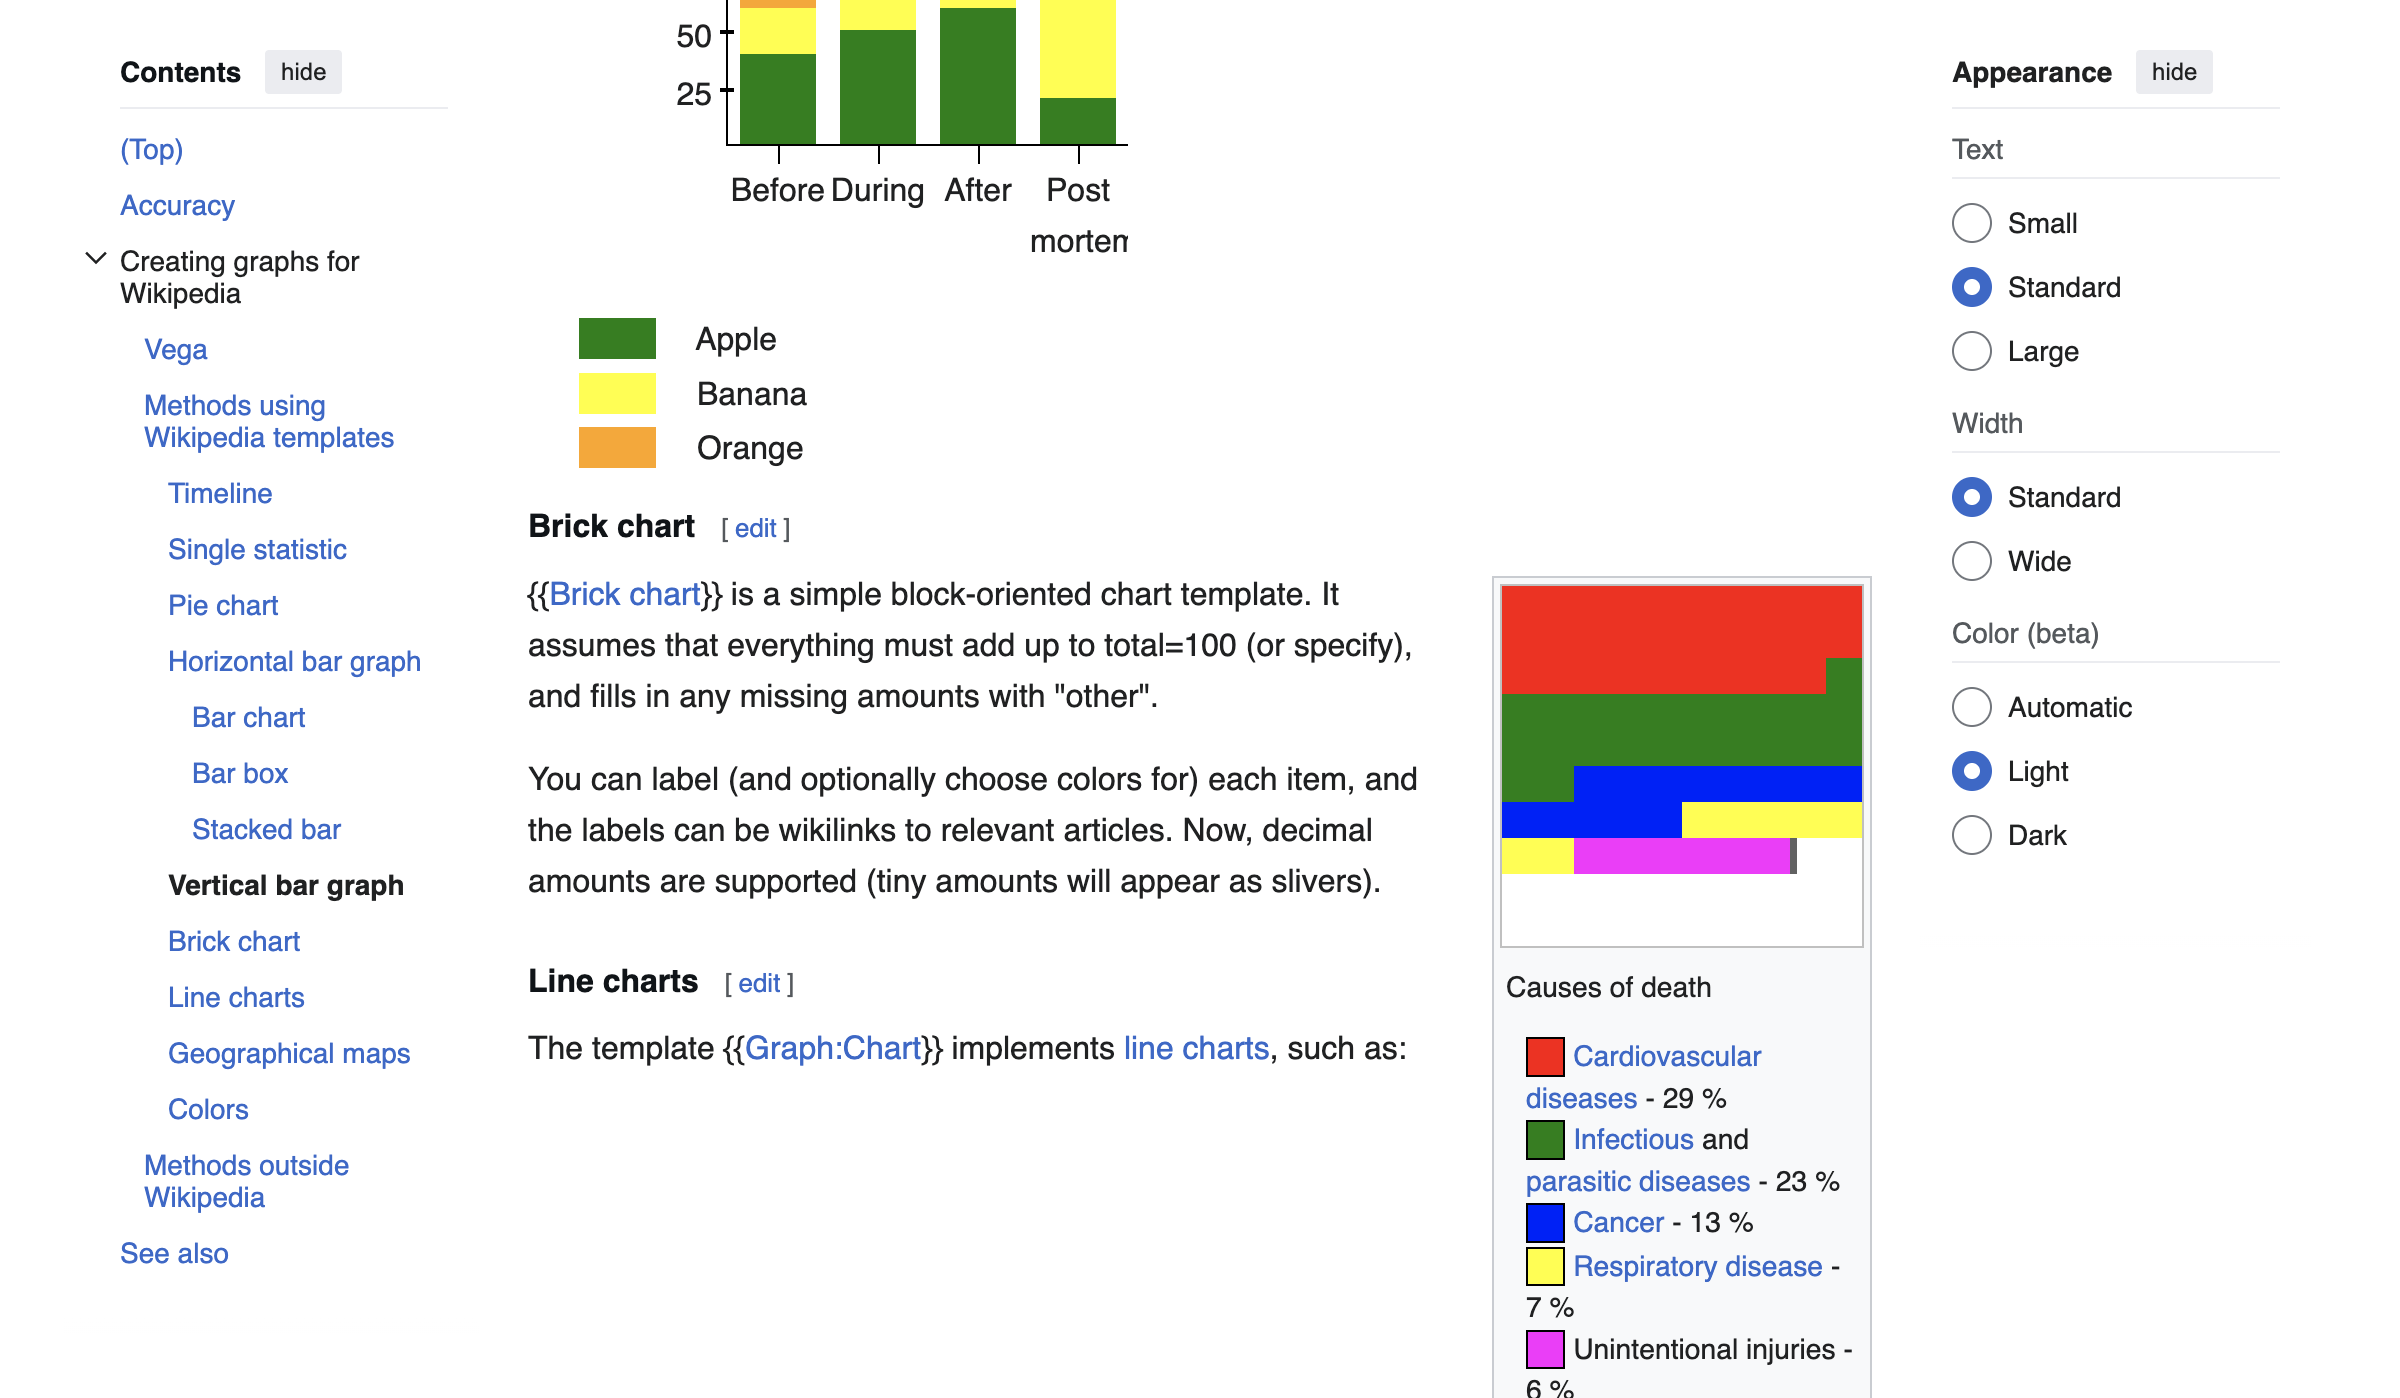 Contents hide
(Top)
Accuracy
Creating graphs for
Wikipedia
Vega
Methods using
Wikipedia templates
Timeline
Single statistic
Pie chart
Horizontal bar graph
Bar chart
Bar box
Stacked bar
Vertical bar graph
Brick chart
Line charts
Geographical maps
Colors
Methods outside
Wikipedia
See also
50
25
Before During After Post
mortem
Apple
Banana
Orange
Brick chart [ edit ]
{{Brick chart}} is a simple block-oriented chart template. It
assumes that everything must add up to total=100 (or specify),
and fills in any missing amounts with "other".
You can label (and optionally choose colors for) each item, and
the labels can be wikilinks to relevant articles. Now, decimal
amounts are supported (tiny amounts will appear as slivers).
Line charts [ edit ]
The template {{Graph:Chart}} implements line charts, such as:
Causes of death
Cardiovascular
diseases - 29 %
Infectious and
parasitic diseases - 23 %
Cancer - 13 %
Respiratory disease -
7 %
Unintentional injuries -
6 %
Appearance hide
Text
Small
Standard
Large
Width
Standard
Wide
Color (beta)
Automatic
Light
Dark